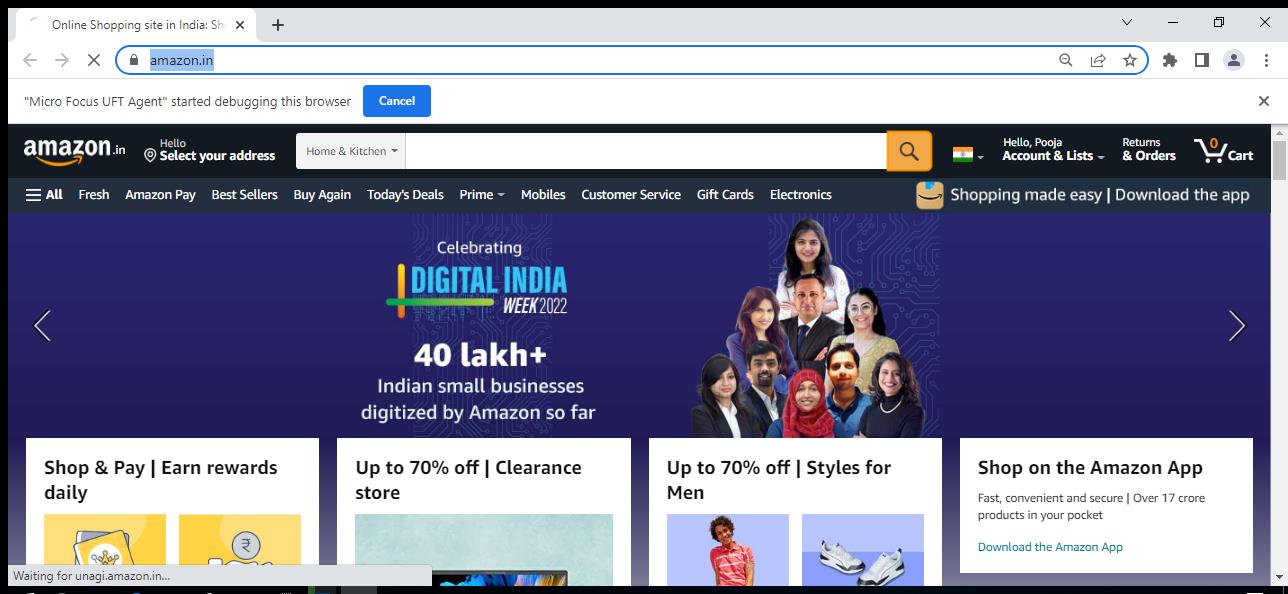 Online Shopping site in India: Sh
amazon.in
"Micro Focus UFT Agent" started debugging this browser
Cancel
amazon.in
Hello
Select your address
Home & Kitchen
Hello, Pooja
Account & Lists
Returns
& Orders
0
Cart
All
Fresh
Amazon Pay
Best Sellers
Buy Again
Today's Deals
Prime
Mobiles
Customer Service
Gift Cards
Electronics
Shopping made easy | Download the app
Celebrating
DIGITAL INDIA
WEEK2022
40 lakh+
Indian small businesses
digitized by Amazon so far
Shop & Pay | Earn rewards
daily
Up to 70% off | Clearance
store
Up to 70% off | Styles for
Men
Shop on the Amazon App
Fast, convenient and secure | Over 17 crore
products in your pocket
Download the Amazon App
₹
Waiting for unagi.amazon.in...